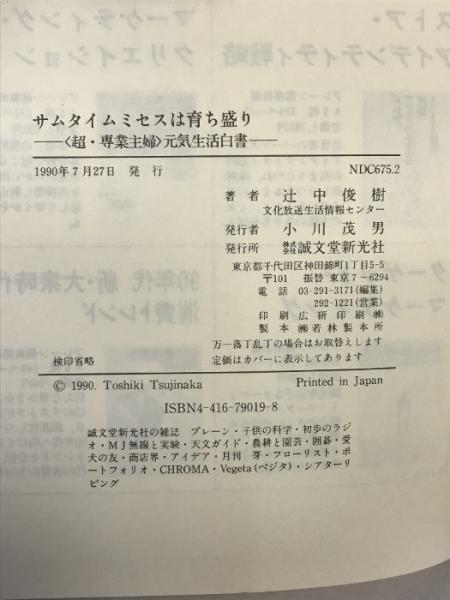 サムタイムミセスは育ち盛り
──〈超・専業主婦〉元気生活白書──
1990年7月27日 発行
NDC675.2
著者 辻中俊樹
文化放送生活情報センター
発行者 小川茂男
発行所 株式会社誠文堂新光社
東京都千代田区神田錦町1丁目5-5
〒101 振替 東京7-6294
電話 03-291-3171(編集)
292-1221(営業)
印刷 広研印刷㈱
製本 ㈱若林製本所
万一落丁乱丁の場合はお取替えします
定価はカバーに表示してあります
検印省略
© 1990. Toshiki Tsujinaka
Printed in Japan
ISBN4-416-79019-8
誠文堂新光社の雑誌 ブレーン・子供の科学・初歩のラジ
オ・MJ無線と実験・天文ガイド・農耕と園芸・囲碁・愛
犬の友・商店界・アイデア・月刊 芽・フローリスト・ポ
ートフォリオ・CHROMA・Vegeta(ベジタ)・シアターリ
ビング